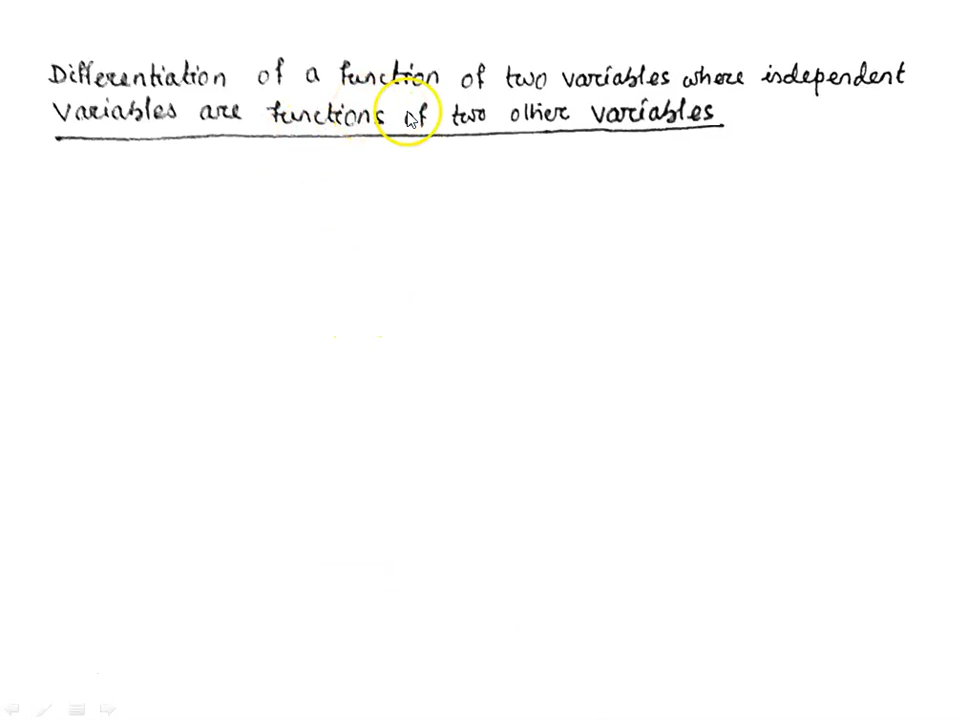 Differentiation of a function of two variables where independent
Variables are functions of two other variables